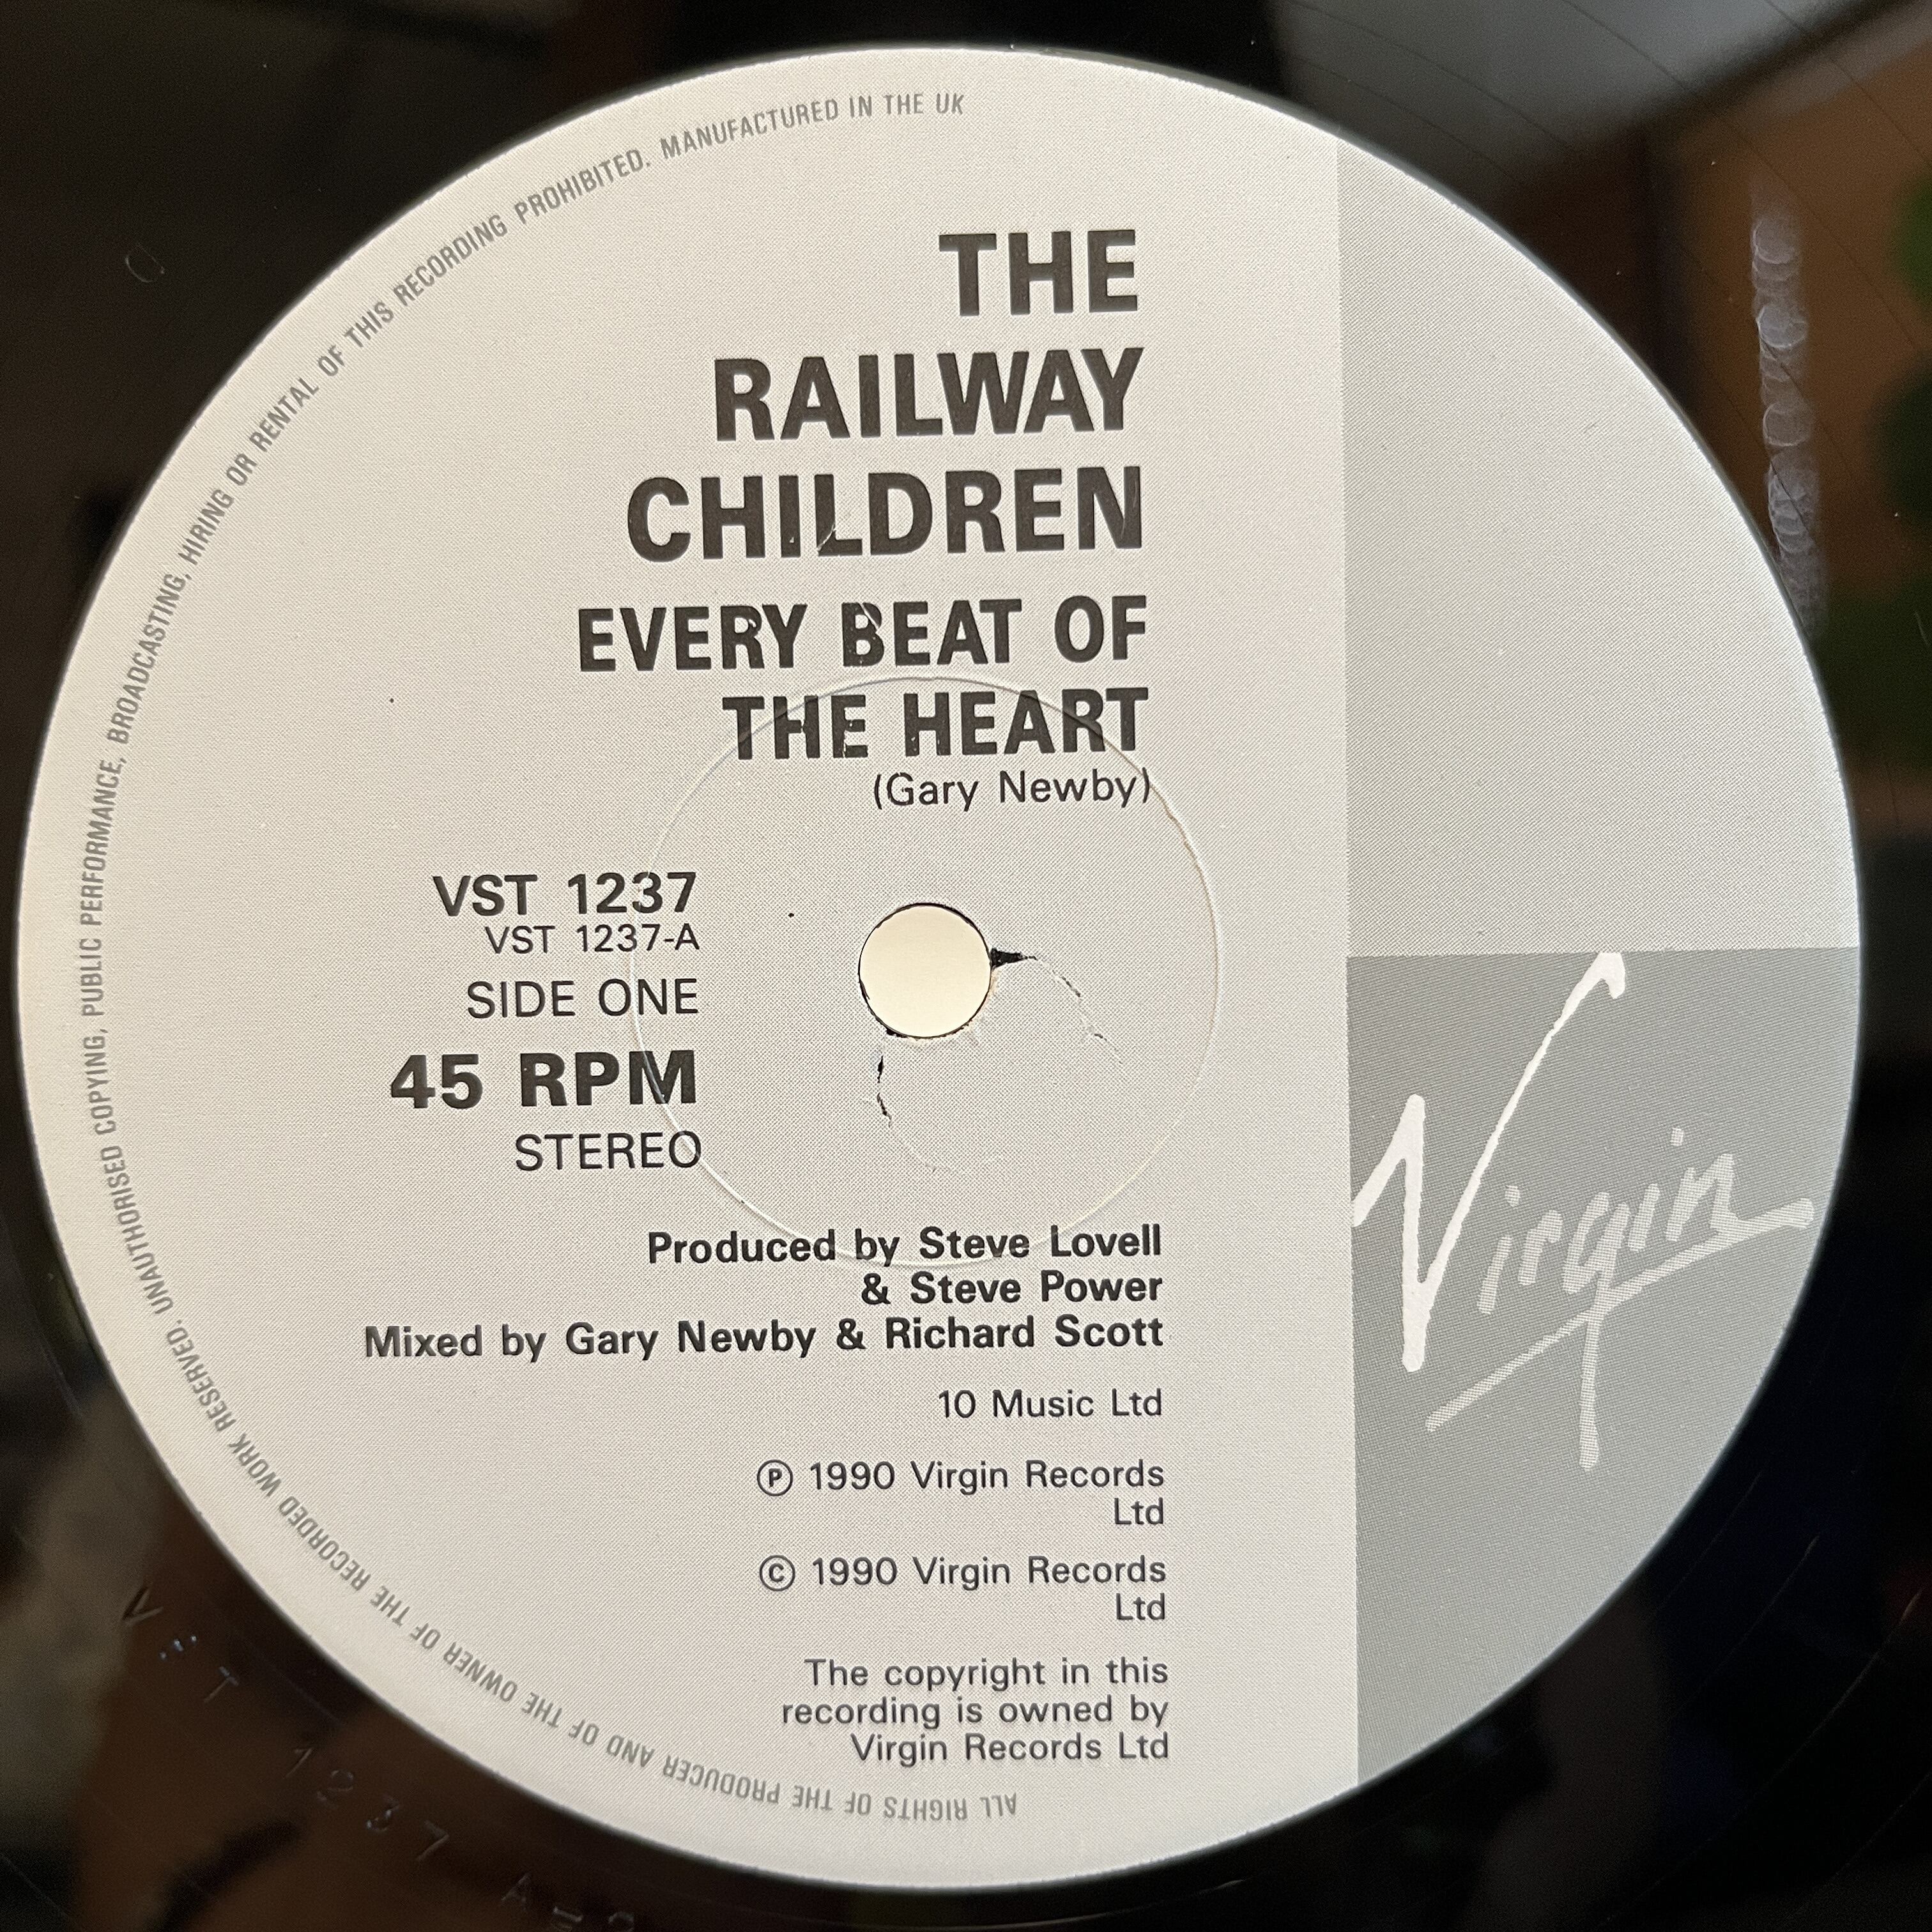 THE
RAILWAY
CHILDREN
EVERY BEAT OF
THE HEART
(Gary Newby)
VST 1237
VST 1237-A
SIDE ONE
45 RPM
STEREO
Produced by Steve Lovell
& Steve Power
Mixed by Gary Newby & Richard Scott
10 Music Ltd
Ⓟ 1990 Virgin Records
Ltd
© 1990 Virgin Records
Ltd
The copyright in this
recording is owned by
Virgin Records Ltd
Virgin
ALL RIGHTS OF THE PRODUCER AND OF THE OWNER OF THE RECORDED WORK RESERVED. UNAUTHORISED COPYING, PUBLIC PERFORMANCE, BROADCASTING, HIRING OR RENTAL OF THIS RECORDING PROHIBITED. MANUFACTURED IN THE UK
1237